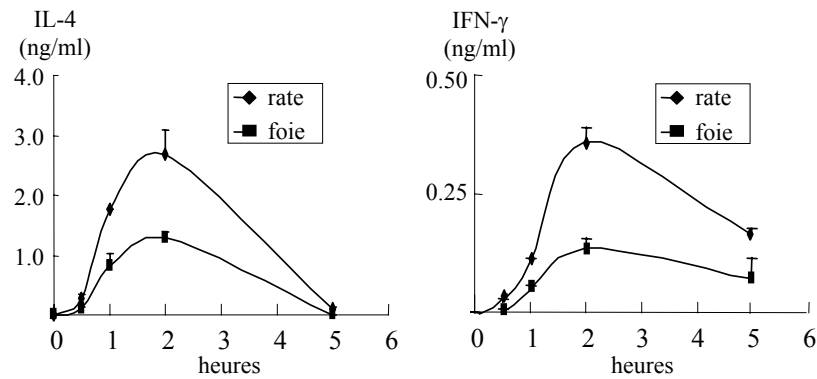 IL-4
(ng/ml)
4.0
3.0
2.0
1.0
rate
foie
0 1 2 3 4 5 6
heures
IFN-γ
(ng/ml)
0.50
0.25
rate
foie
0 1 2 3 4 5 6
heures